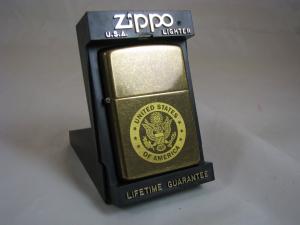 zippo
U.S.A. LIGHTER
UNITED STATES
OF AMERICA
LIFETIME GUARANTEE